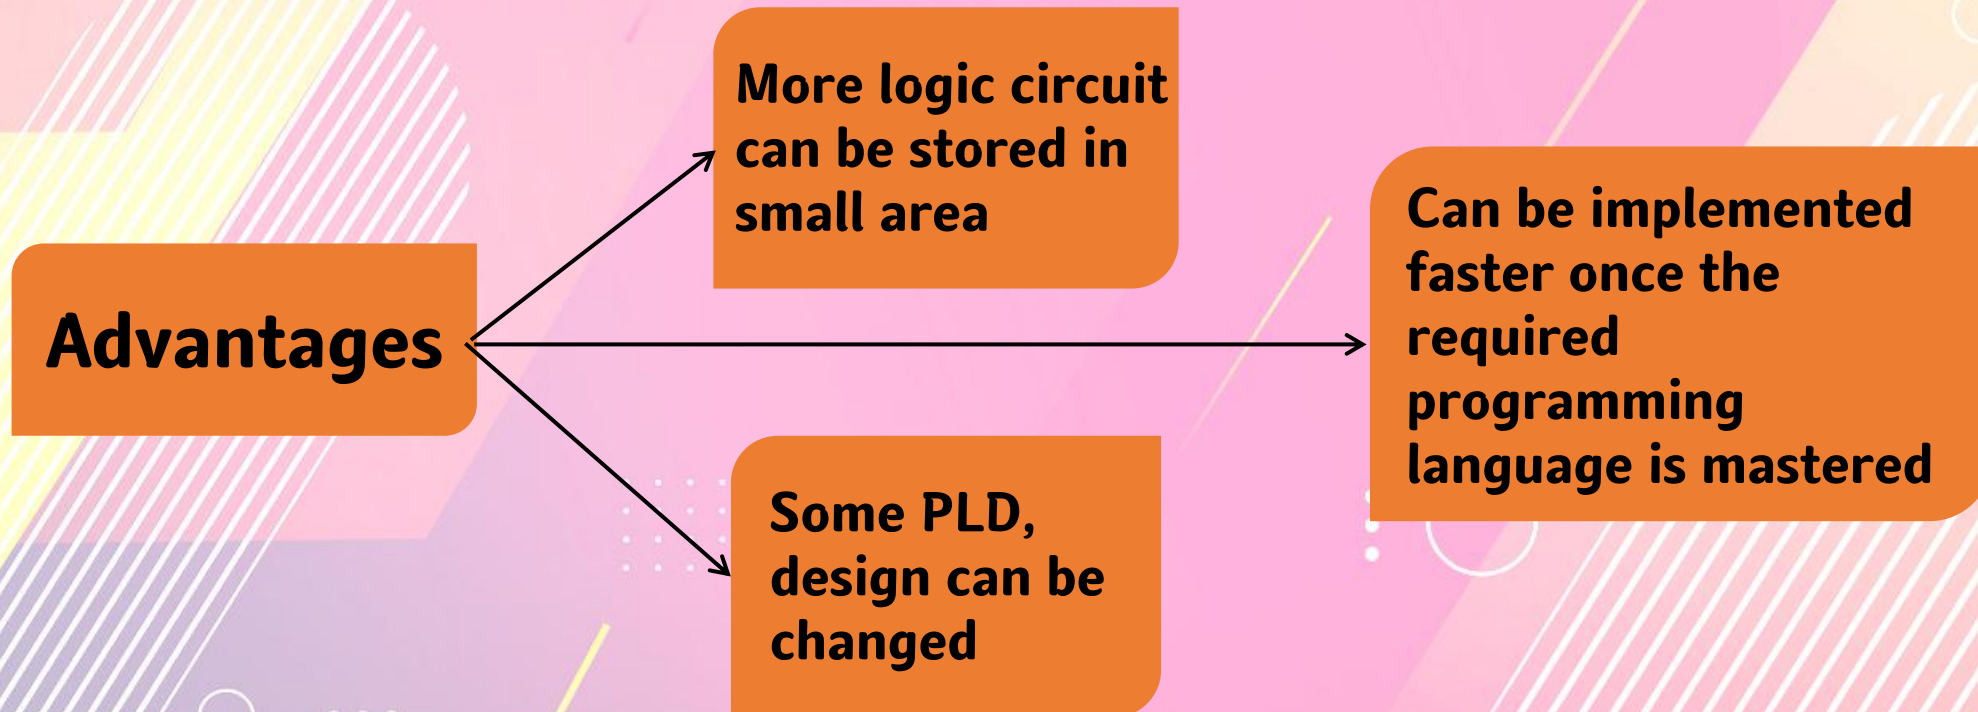 Advantages
More logic circuit
can be stored in
small area
Can be implemented
faster once the
required
programming
language is mastered
Some PLD,
design can be
changed